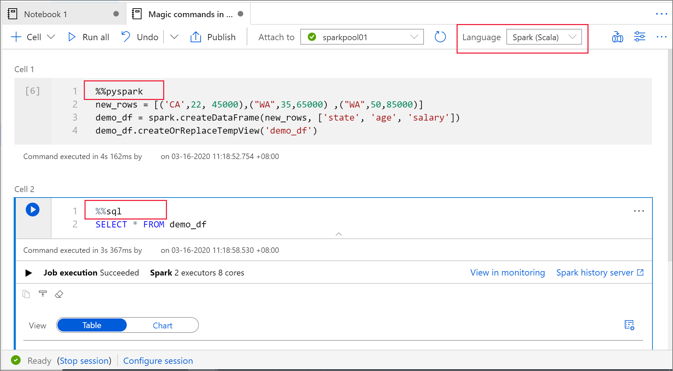 Notebook 1
Magic commands in ...
Cell
Run all
Undo
Publish
Attach to
sparkpool01
Language
Spark (Scala)
Cell 1
[6]
1 %%pyspark
2 new_rows = [('CA',22, 45000),("WA",35,65000) ,("WA",50,85000)]
3 demo_df = spark.createDataFrame(new_rows, ['state', 'age', 'salary'])
4 demo_df.createOrReplaceTempView('demo_df')
Command executed in 4s 162ms by on 03-16-2020 11:18:52.754 +08:00
Cell 2
1 %%sql
2 SELECT * FROM demo_df
Command executed in 3s 367ms by on 03-16-2020 11:18:58.530 +08:00
Job execution Succeeded Spark 2 executors 8 cores View in monitoring Spark history server
View Table Chart
Ready (Stop session) Configure session